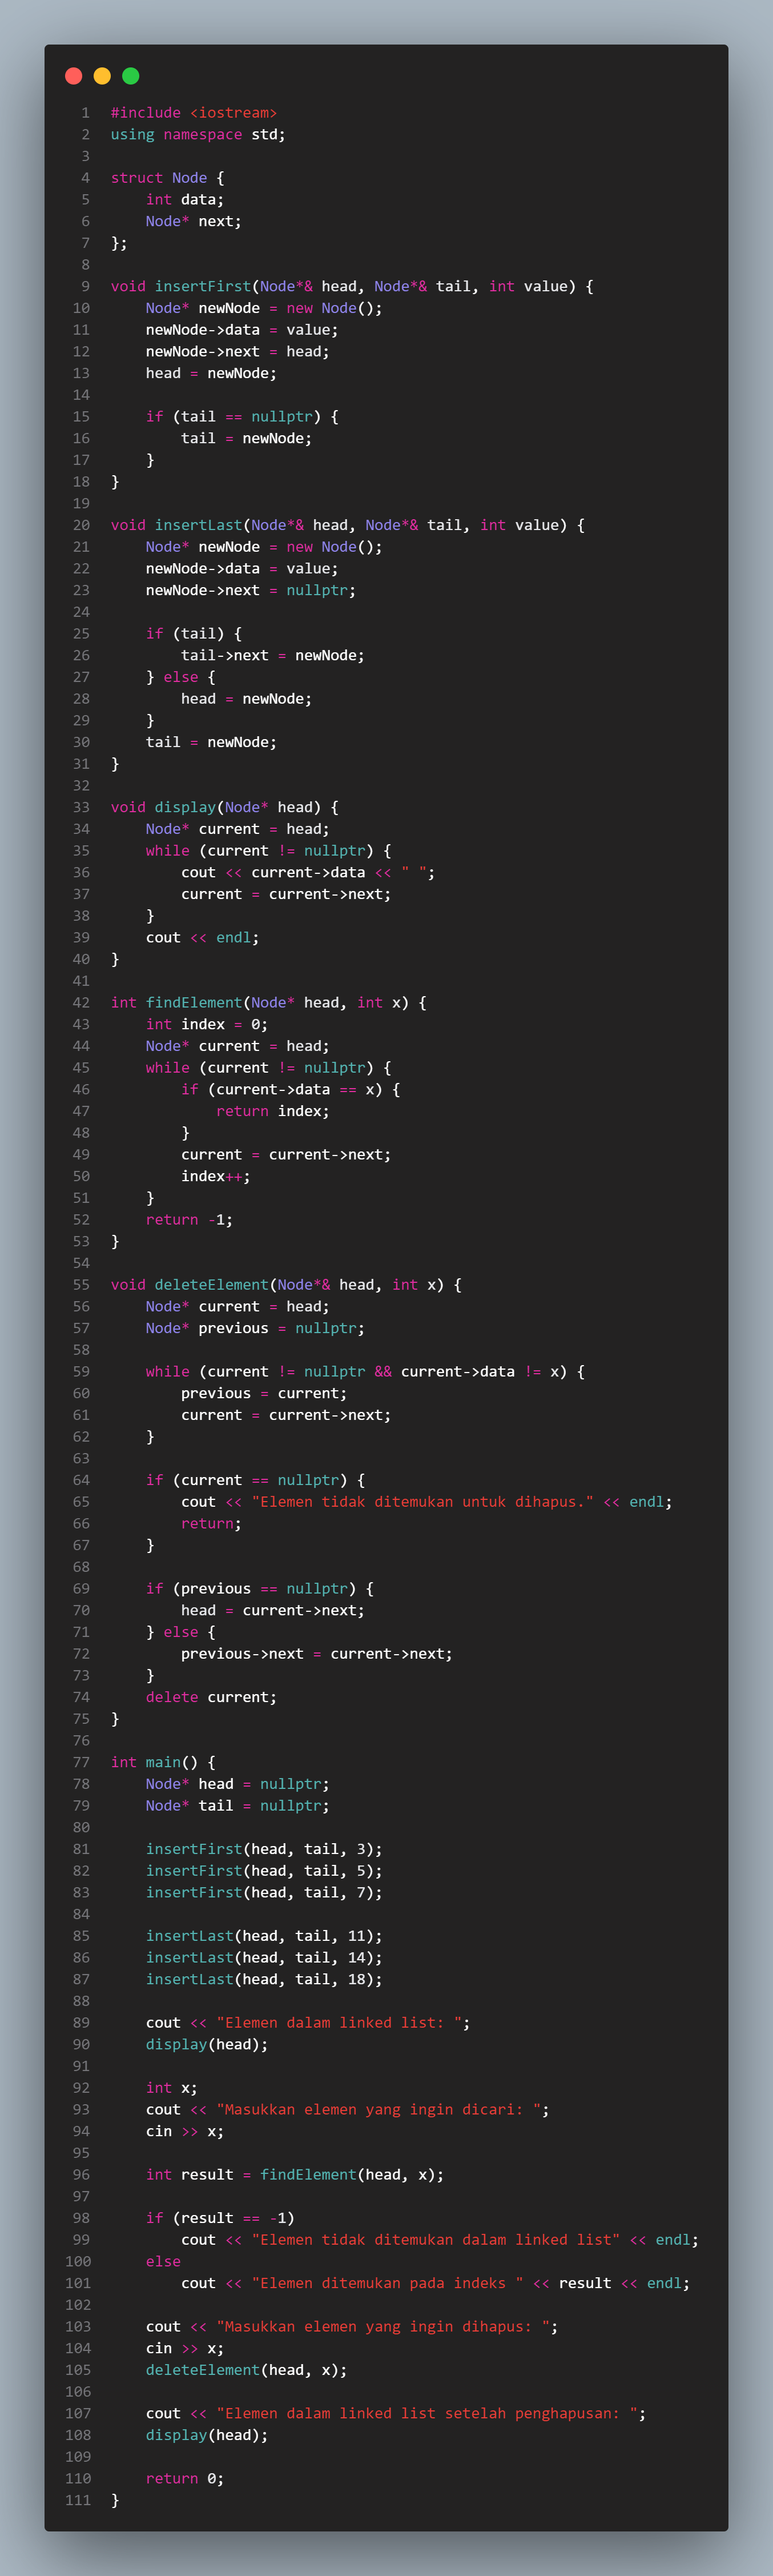 1 #include <iostream>
2 using namespace std;
3
4 struct Node {
5     int data;
6     Node* next;
7 };
8
9 void insertFirst(Node*& head, Node*& tail, int value) {
10     Node* newNode = new Node();
11     newNode->data = value;
12     newNode->next = head;
13     head = newNode;
14
15     if (tail == nullptr) {
16         tail = newNode;
17     }
18 }
19
20 void insertLast(Node*& head, Node*& tail, int value) {
21     Node* newNode = new Node();
22     newNode->data = value;
23     newNode->next = nullptr;
24
25     if (tail) {
26         tail->next = newNode;
27     } else {
28         head = newNode;
29     }
30     tail = newNode;
31 }
32
33 void display(Node* head) {
34     Node* current = head;
35     while (current != nullptr) {
36         cout << current->data << " ";
37         current = current->next;
38     }
39     cout << endl;
40 }
41
42 int findElement(Node* head, int x) {
43     int index = 0;
44     Node* current = head;
45     while (current != nullptr) {
46         if (current->data == x) {
47             return index;
48         }
49         current = current->next;
50         index++;
51     }
52     return -1;
53 }
54
55 void deleteElement(Node*& head, int x) {
56     Node* current = head;
57     Node* previous = nullptr;
58
59     while (current != nullptr && current->data != x) {
60         previous = current;
61         current = current->next;
62     }
63
64     if (current == nullptr) {
65         cout << "Elemen tidak ditemukan untuk dihapus." << endl;
66         return;
67     }
68
69     if (previous == nullptr) {
70         head = current->next;
71     } else {
72         previous->next = current->next;
73     }
74     delete current;
75 }
76
77 int main() {
78     Node* head = nullptr;
79     Node* tail = nullptr;
80
81     insertFirst(head, tail, 3);
82     insertFirst(head, tail, 5);
83     insertFirst(head, tail, 7);
84
85     insertLast(head, tail, 11);
86     insertLast(head, tail, 14);
87     insertLast(head, tail, 18);
88
89     cout << "Elemen dalam linked list: ";
90     display(head);
91
92     int x;
93     cout << "Masukkan elemen yang ingin dicari: ";
94     cin >> x;
95
96     int result = findElement(head, x);
97
98     if (result == -1)
99         cout << "Elemen tidak ditemukan dalam linked list" << endl;
100     else
101         cout << "Elemen ditemukan pada indeks " << result << endl;
102
103     cout << "Masukkan elemen yang ingin dihapus: ";
104     cin >> x;
105     deleteElement(head, x);
106
107     cout << "Elemen dalam linked list setelah penghapusan: ";
108     display(head);
109
110     return 0;
111 }